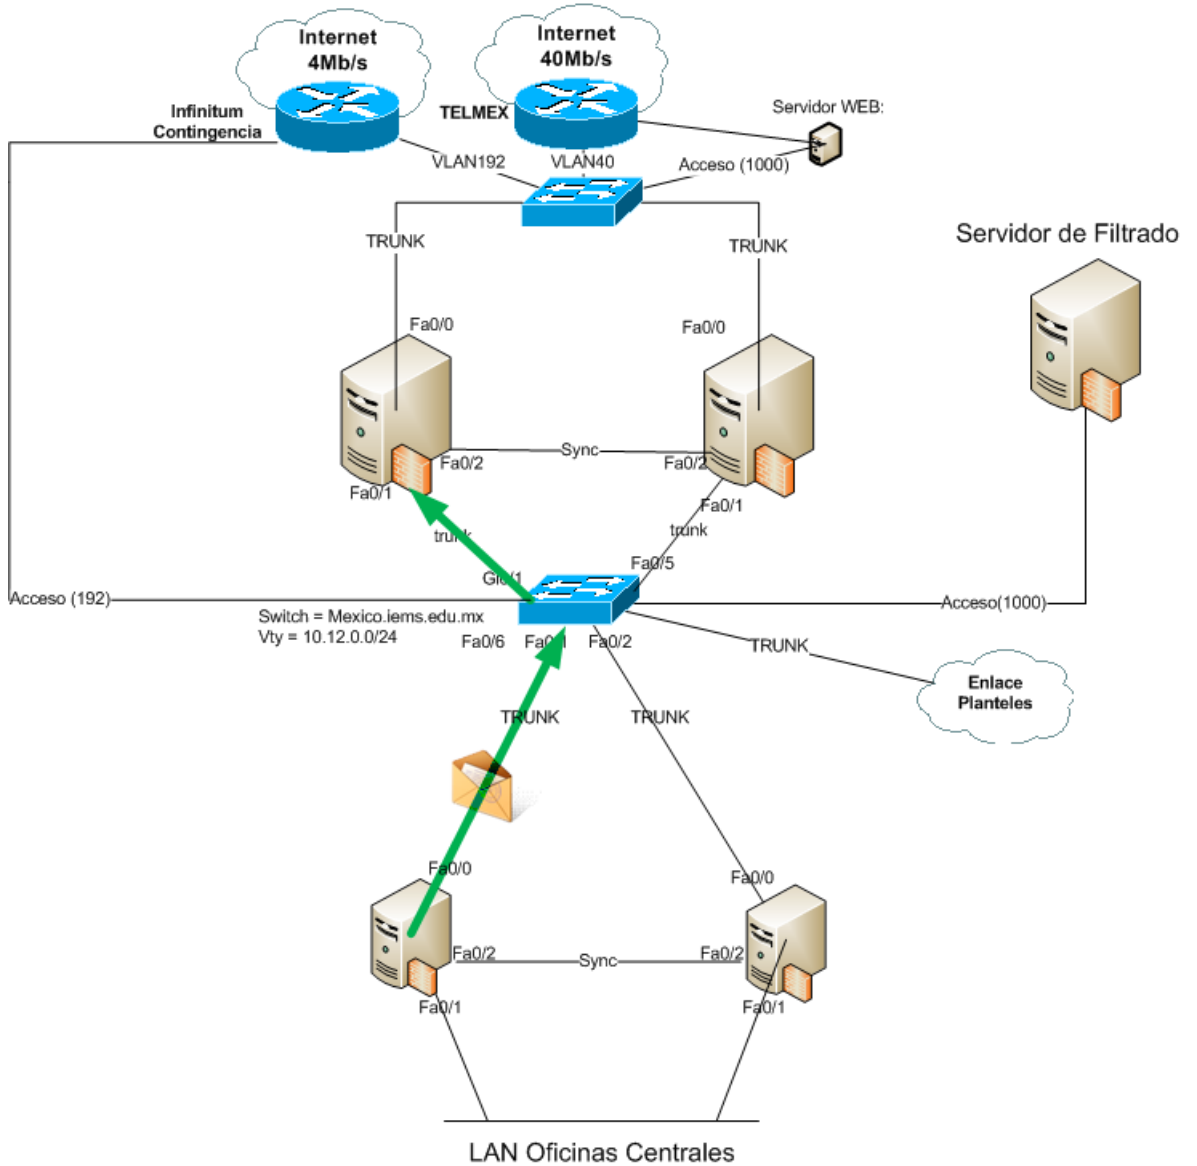 Internet
4Mb/s
Internet
40Mb/s
Infinitum
Contingencia
TELMEX
Servidor WEB:
VLAN192
VLAN40
Acceso (1000)
TRUNK
TRUNK
Servidor de Filtrado
Fa0/0
Fa0/0
Sync
Fa0/2
Fa0/2
Fa0/1
Fa0/1
trunk
trunk
Fa0/5
Acceso (192)
Switch = Mexico.iems.edu.mx
Vty = 10.12.0.0/24
Acceso(1000)
Fa0/6
Fa0/2
TRUNK
Enlace
Planteles
TRUNK
TRUNK
Fa0/0
Fa0/0
Fa0/2
Sync
Fa0/2
Fa0/1
Fa0/1
LAN Oficinas Centrales